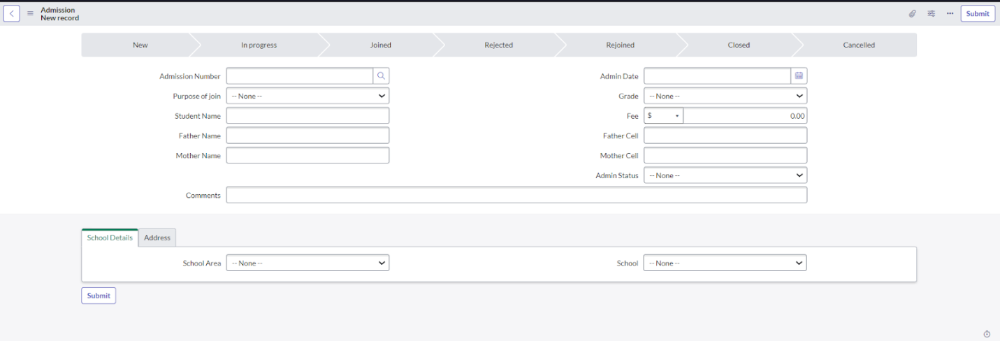 Admission
New record
Submit
New In progress Joined Rejected Rejoined Closed Cancelled
Admission Number Admin Date
Purpose of join -- None -- Grade -- None --
Student Name Fee $ 0.00
Father Name Father Cell
Mother Name Mother Cell
Admin Status -- None --
Comments
School Details Address
School Area -- None -- School -- None --
Submit